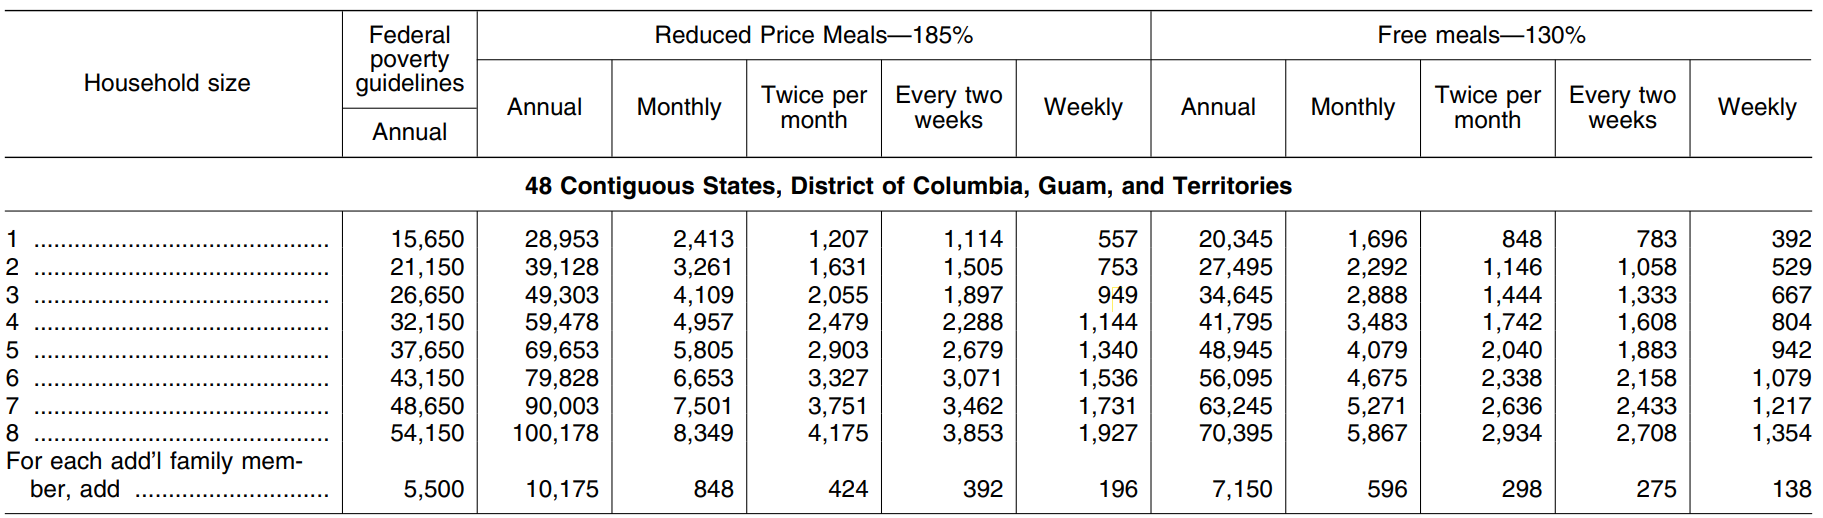 Household size Federal poverty guidelines Reduced Price Meals—185% Free meals—130%
Annual Annual Monthly Twice per month Every two weeks Weekly Annual Monthly Twice per month Every two weeks Weekly
48 Contiguous States, District of Columbia, Guam, and Territories
1 ............................................ 15,650 28,953 2,413 1,207 1,114 557 20,345 1,696 848 783 392
2 ............................................ 21,150 39,128 3,261 1,631 1,505 753 27,495 2,292 1,146 1,058 529
3 ............................................ 26,650 49,303 4,109 2,055 1,897 949 34,645 2,888 1,444 1,333 667
4 ............................................ 32,150 59,478 4,957 2,479 2,288 1,144 41,795 3,483 1,742 1,608 804
5 ............................................ 37,650 69,653 5,805 2,903 2,679 1,340 48,945 4,079 2,040 1,883 942
6 ............................................ 43,150 79,828 6,653 3,327 3,071 1,536 56,095 4,675 2,338 2,158 1,079
7 ............................................ 48,650 90,003 7,501 3,751 3,462 1,731 63,245 5,271 2,636 2,433 1,217
8 ............................................ 54,150 100,178 8,349 4,175 3,853 1,927 70,395 5,867 2,934 2,708 1,354
For each add'l family mem-
ber, add ............................. 5,500 10,175 848 424 392 196 7,150 596 298 275 138